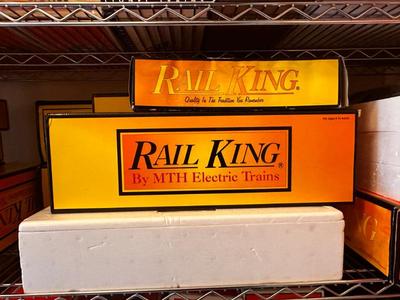 RAIL KING®
Quality In The Tradition You Remember
RAIL KING®
By MTH Electric Trains